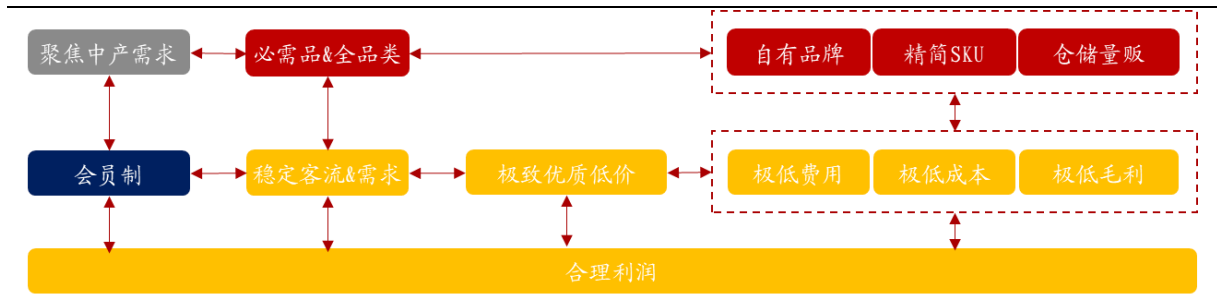 聚焦中产需求
必需品&全品类
自有品牌
精简SKU
仓储量贩
会员制
稳定客流&需求
极致优质低价
极低费用
极低成本
极低毛利
合理利润